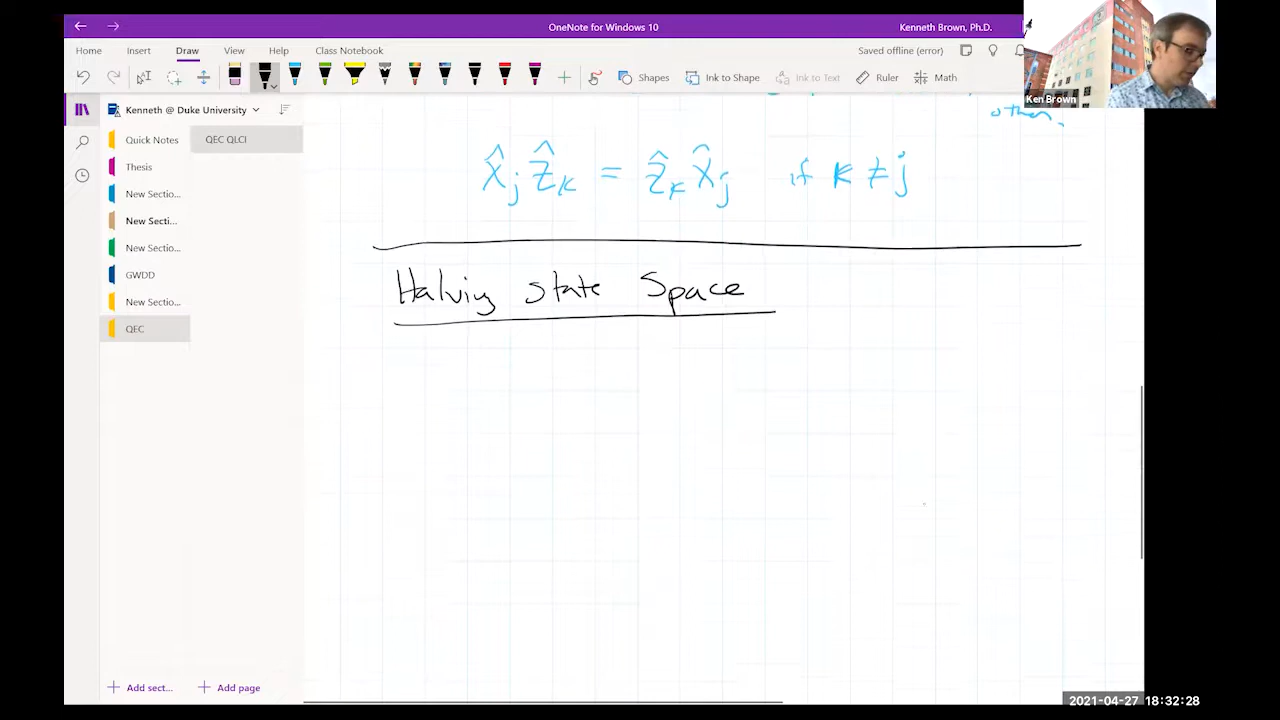 OneNote for Windows 10
Kenneth Brown, Ph.D.
Home Insert Draw View Help Class Notebook
Saved offline (error)
Shapes Ink to Shape Ink to Text Ruler Math
Ken Brown
Kenneth @ Duke University
Quick Notes
QEC QLCI
Thesis
New Sectio...
New Secti...
New Sectio...
GWDD
New Sectio...
QEC
other.
X̂j Ẑk = Ẑk X̂j if k ≠ j
Halving State Space
Add sect... Add page
2021-04-27 18:32:28